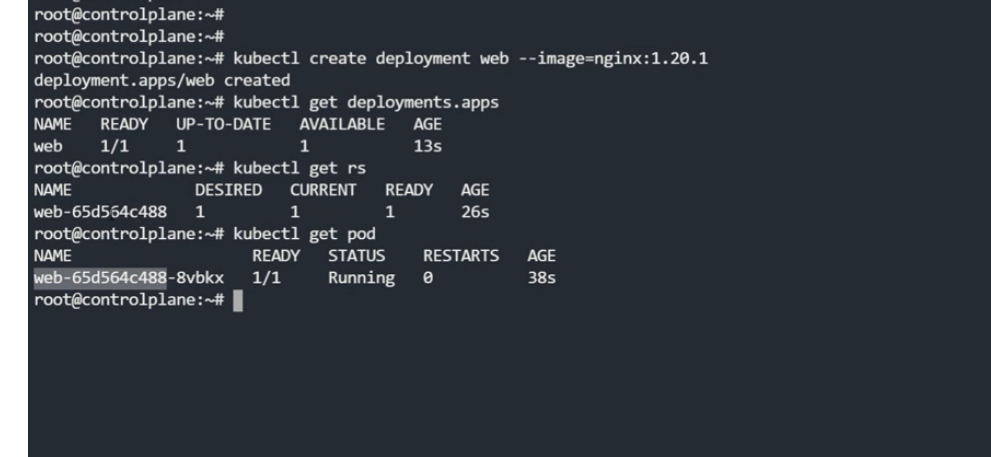 root@controlplane:~#
root@controlplane:~#
root@controlplane:~# kubectl create deployment web --image=nginx:1.20.1
deployment.apps/web created
root@controlplane:~# kubectl get deployments.apps
NAME   READY   UP-TO-DATE   AVAILABLE   AGE
web    1/1     1            1           13s
root@controlplane:~# kubectl get rs
NAME             DESIRED   CURRENT   READY   AGE
web-65d564c488   1         1         1       26s
root@controlplane:~# kubectl get pod
NAME                   READY   STATUS    RESTARTS   AGE
web-65d564c488-8vbkx   1/1     Running   0          38s
root@controlplane:~#